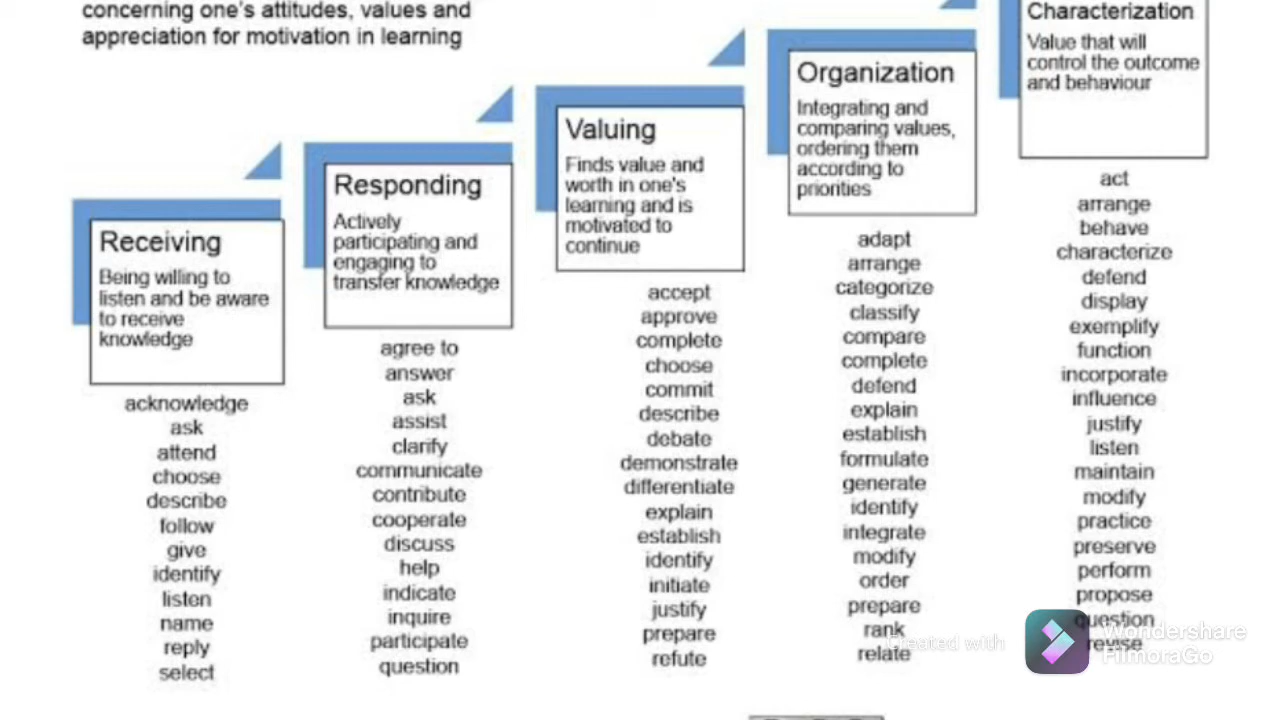 concerning one's attitudes, values and
appreciation for motivation in learning
Receiving
Being willing to
listen and be aware
to receive
knowledge
acknowledge
ask
attend
choose
describe
follow
give
identify
listen
name
reply
select
Responding
Actively
participating and
engaging to
transfer knowledge
agree to
answer
ask
assist
clarify
communicate
contribute
cooperate
discuss
help
indicate
inquire
participate
question
Valuing
Finds value and
worth in one's
learning and is
motivated to
continue
accept
approve
complete
choose
commit
describe
debate
demonstrate
differentiate
explain
establish
identify
initiate
justify
prepare
refute
Organization
Integrating and
comparing values,
ordering them
according to
priorities
adapt
arrange
categorize
classify
compare
complete
defend
explain
establish
formulate
generate
identify
integrate
modify
order
prepare
rank
relate
Characterization
Value that will
control the outcome
and behaviour
act
arrange
behave
characterize
defend
display
exemplify
function
incorporate
influence
justify
listen
maintain
modify
practice
preserve
perform
propose
question
revise
Created with
Wondershare
FilmoraGo